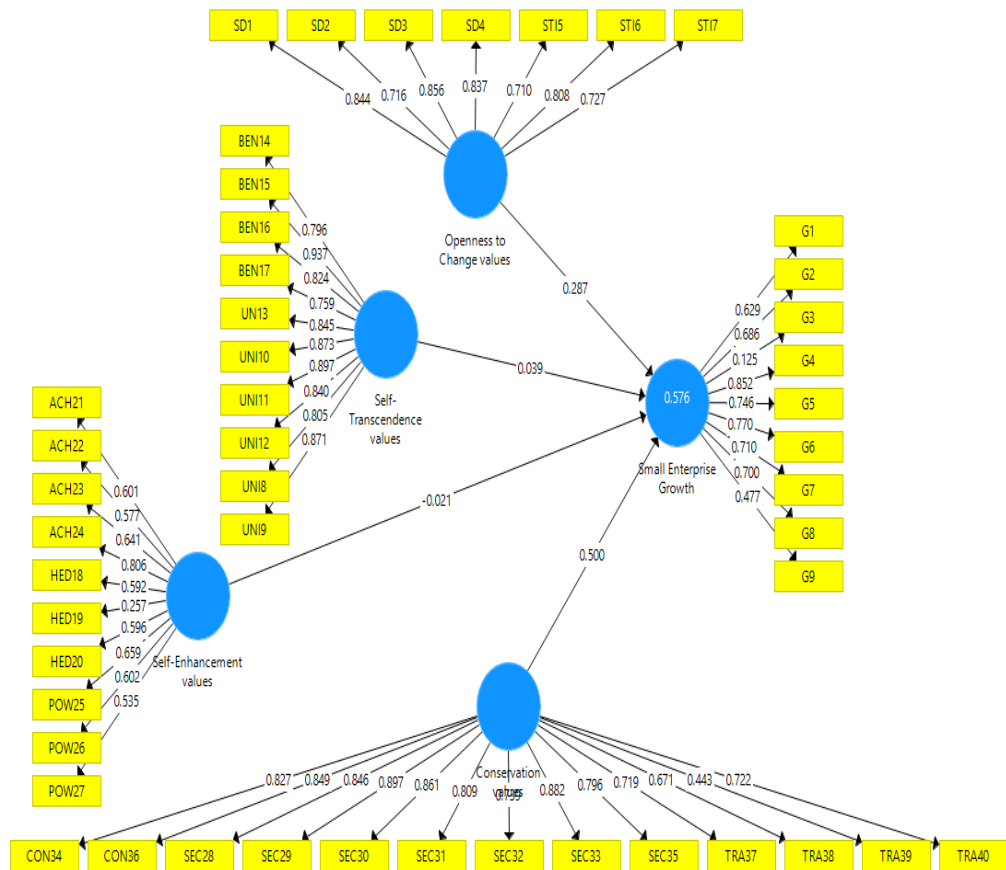 SD1 SD2 SD3 SD4 STI5 STI6 STI7
0.844 0.716 0.856 0.837 0.710 0.808 0.727
Openness to
Change values
BEN14
BEN15
BEN16
BEN17
UN13
UNI10
UNI11
UNI12
UNI8
UNI9
0.796
0.937
0.824
0.759
0.845
0.873
0.897
0.840
0.805
0.871
Self-
Transcendence
values
0.287
0.039
-0.021
0.500
G1
G2
G3
G4
G5
G6
G7
G8
G9
0.629
0.686
0.125
0.852
0.746
0.770
0.710
0.700
0.477
0.576
Small Enterprise
Growth
ACH21
ACH22
ACH23
ACH24
HED18
HED19
HED20
POW25
POW26
POW27
0.601
0.577
0.641
0.806
0.592
0.257
0.596
0.659
0.602
0.535
Self-Enhancement
values
Conservation
values
0.827 0.849 0.846 0.897 0.861 0.809 0.882 0.796 0.719 0.671 0.443 0.722
CON34 CON36 SEC28 SEC29 SEC30 SEC31 SEC32 SEC33 SEC35 TRA37 TRA38 TRA39 TRA40